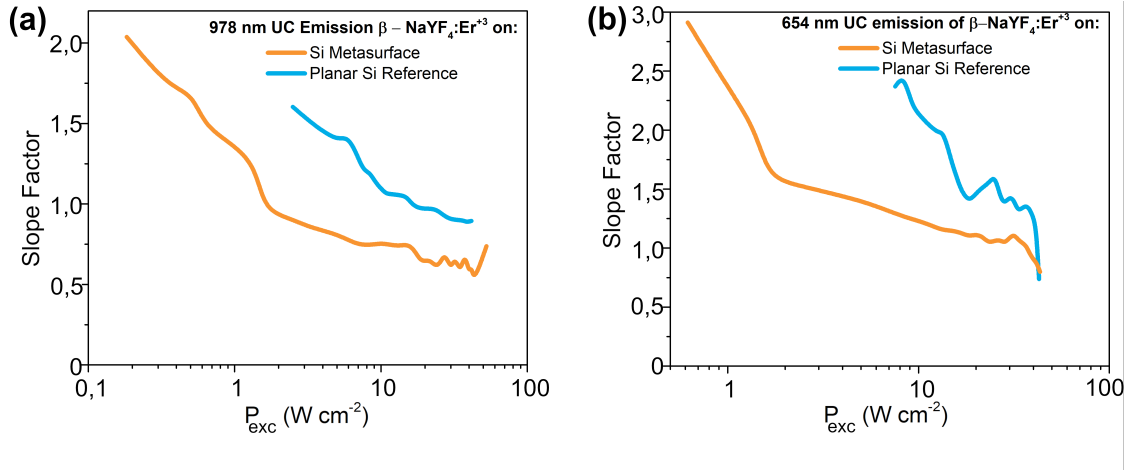 (a)
978 nm UC Emission β – NaYF4:Er+3 on:
Si Metasurface
Planar Si Reference
2,0
1,5
1,0
0,5
0
Slope Factor
0,1
1
10
100
Pexc (W cm-2)
(b)
654 nm UC emission of β–NaYF4:Er+3 on:
Si Metasurface
Planar Si Reference
3,0
2,5
2,0
1,5
1,0
0,5
0
Slope Factor
1
10
100
Pexc (W cm-2)